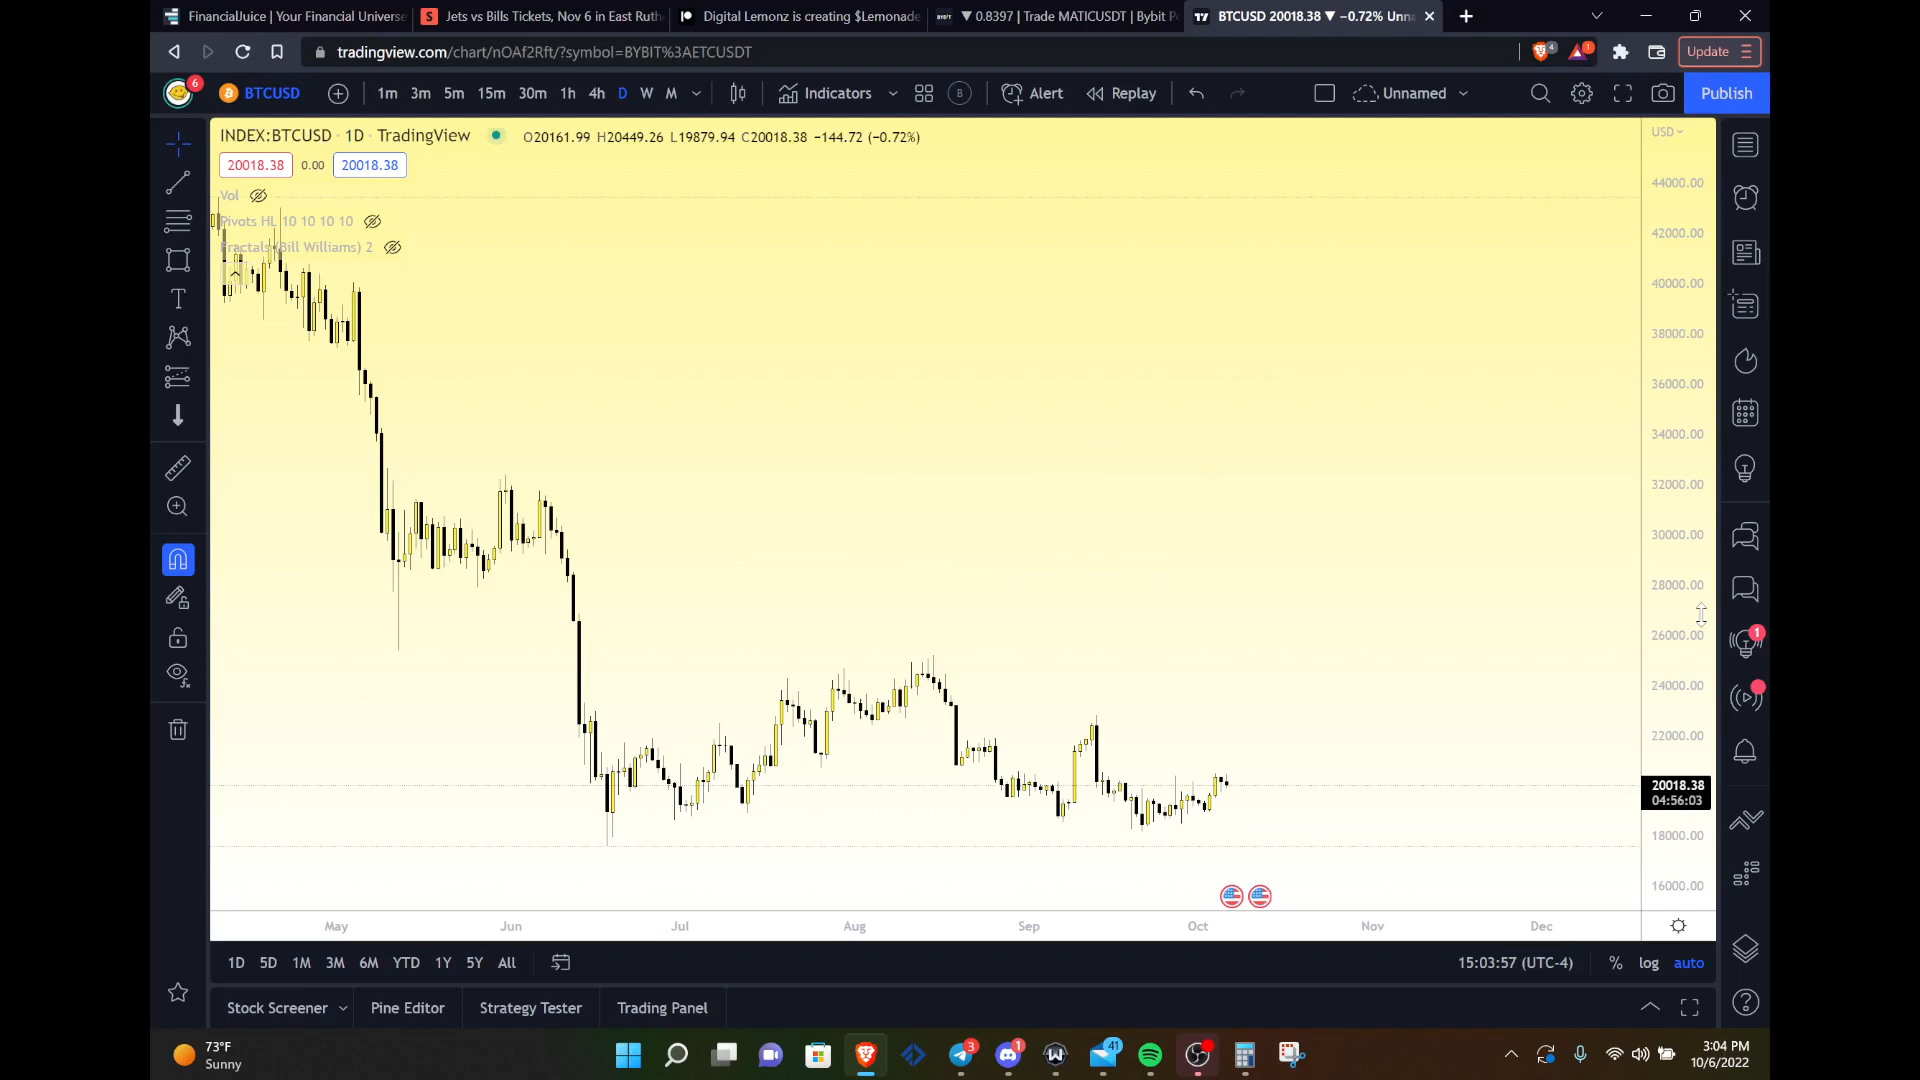 FinancialJuice | Your Financial Universe
S Jets vs Bills Tickets, Nov 6 in East Ruth
Digital Lemonz is creating $Lemonade
▼ 0.8397 | Trade MATICUSDT | Bybit P
BTCUSD 20018.38 ▼ −0.72% Unn
tradingview.com/chart/nOAf2Rft/?symbol=BYBIT%3AETCUSDT
4
1
Update
6
BTCUSD
1m 3m 5m 15m 30m 1h 4h D W M
Indicators
B
Alert
Replay
Unnamed
Publish
INDEX:BTCUSD · 1D · TradingView
O20161.99 H20449.26 L19879.94 C20018.38 −144.72 (−0.72%)
USD
20018.38 0.00 20018.38
Vol
Pivots HL 10 10 10 10
Fractals (Bill Williams) 2
44000.00
42000.00
40000.00
38000.00
36000.00
34000.00
32000.00
30000.00
28000.00
26000.00
24000.00
22000.00
20018.38
04:56:03
18000.00
16000.00
1
May Jun Jul Aug Sep Oct Nov Dec
1D 5D 1M 3M 6M YTD 1Y 5Y All
15:03:57 (UTC-4) % log auto
Stock Screener Pine Editor Strategy Tester Trading Panel
73°F
Sunny
3
1
41
3:04 PM
10/6/2022